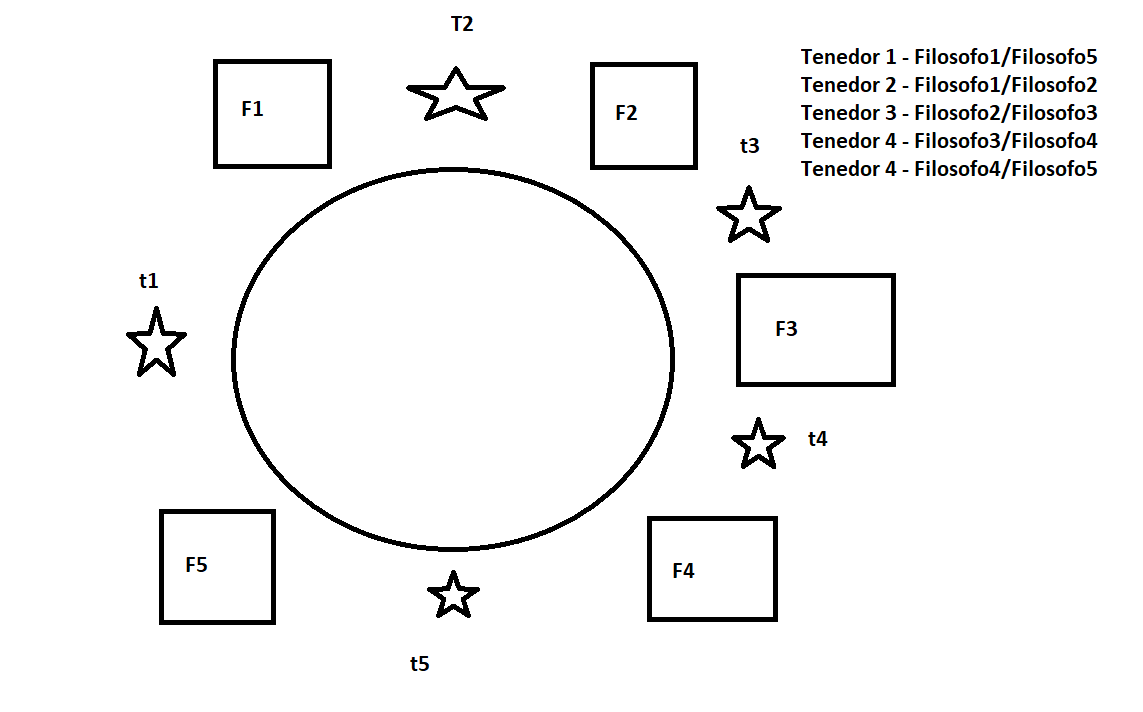 T2
F1
F2
Tenedor 1 - Filosofo1/Filosofo5
Tenedor 2 - Filosofo1/Filosofo2
Tenedor 3 - Filosofo2/Filosofo3
Tenedor 4 - Filosofo3/Filosofo4
Tenedor 4 - Filosofo4/Filosofo5
t3
t1
F3
t4
F5
F4
t5